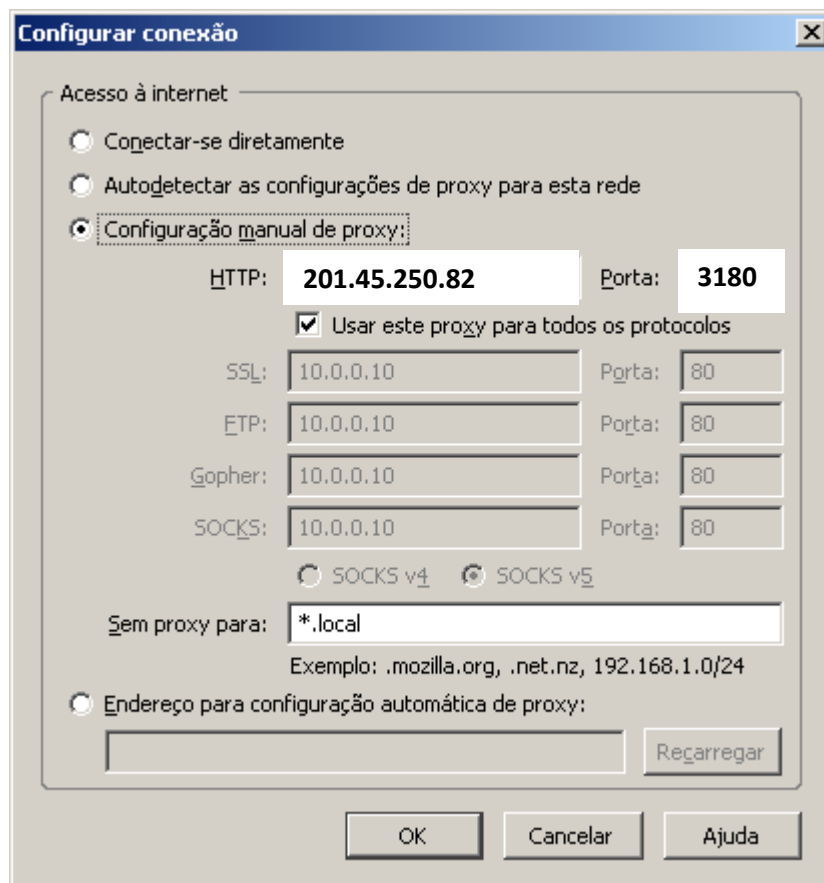 Configurar conexão
Acesso à internet
Conectar-se diretamente
Autodetectar as configurações de proxy para esta rede
Configuração manual de proxy:
HTTP: 201.45.250.82 Porta: 3180
Usar este proxy para todos os protocolos
SSL: 10.0.0.10 Porta: 80
FTP: 10.0.0.10 Porta: 80
Gopher: 10.0.0.10 Porta: 80
SOCKS: 10.0.0.10 Porta: 80
SOCKS v4 SOCKS v5
Sem proxy para: *.local
Exemplo: .mozilla.org, .net.nz, 192.168.1.0/24
Endereço para configuração automática de proxy:
Recarregar
OK Cancelar Ajuda